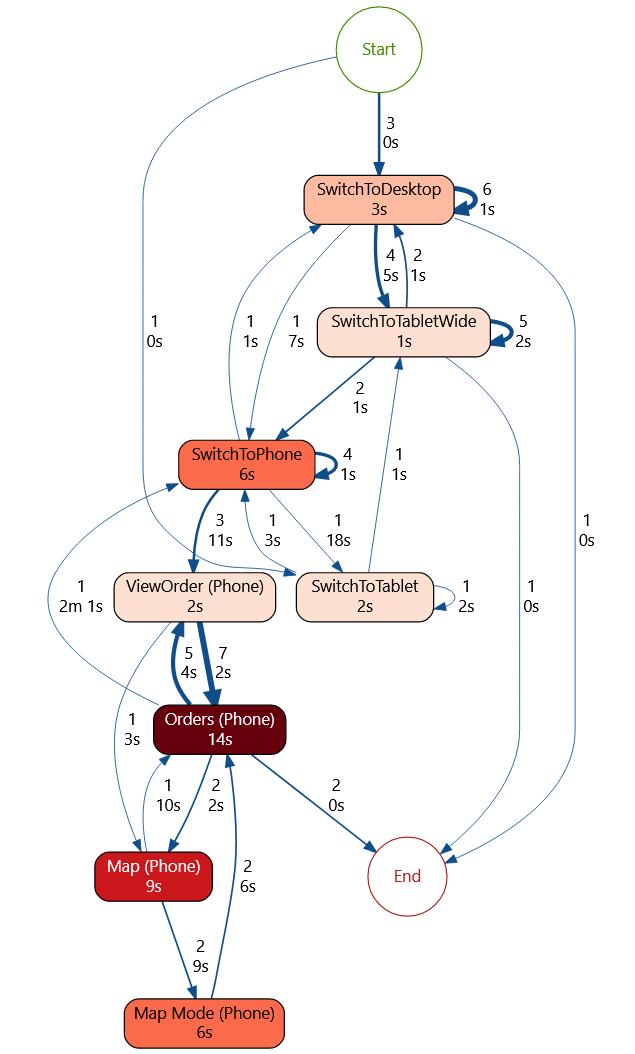 Start
3
0s
SwitchToDesktop
3s
6
1s
4
5s
2
1s
1
0s
1
1s
1
7s
SwitchToTabletWide
1s
5
2s
2
1s
SwitchToPhone
6s
4
1s
1
1s
3
11s
1
3s
1
18s
1
0s
ViewOrder (Phone)
2s
SwitchToTablet
2s
1
2s
1
2m 1s
1
0s
5
4s
7
2s
Orders (Phone)
14s
1
3s
1
10s
2
2s
2
0s
Map (Phone)
9s
End
2
6s
2
9s
Map Mode (Phone)
6s